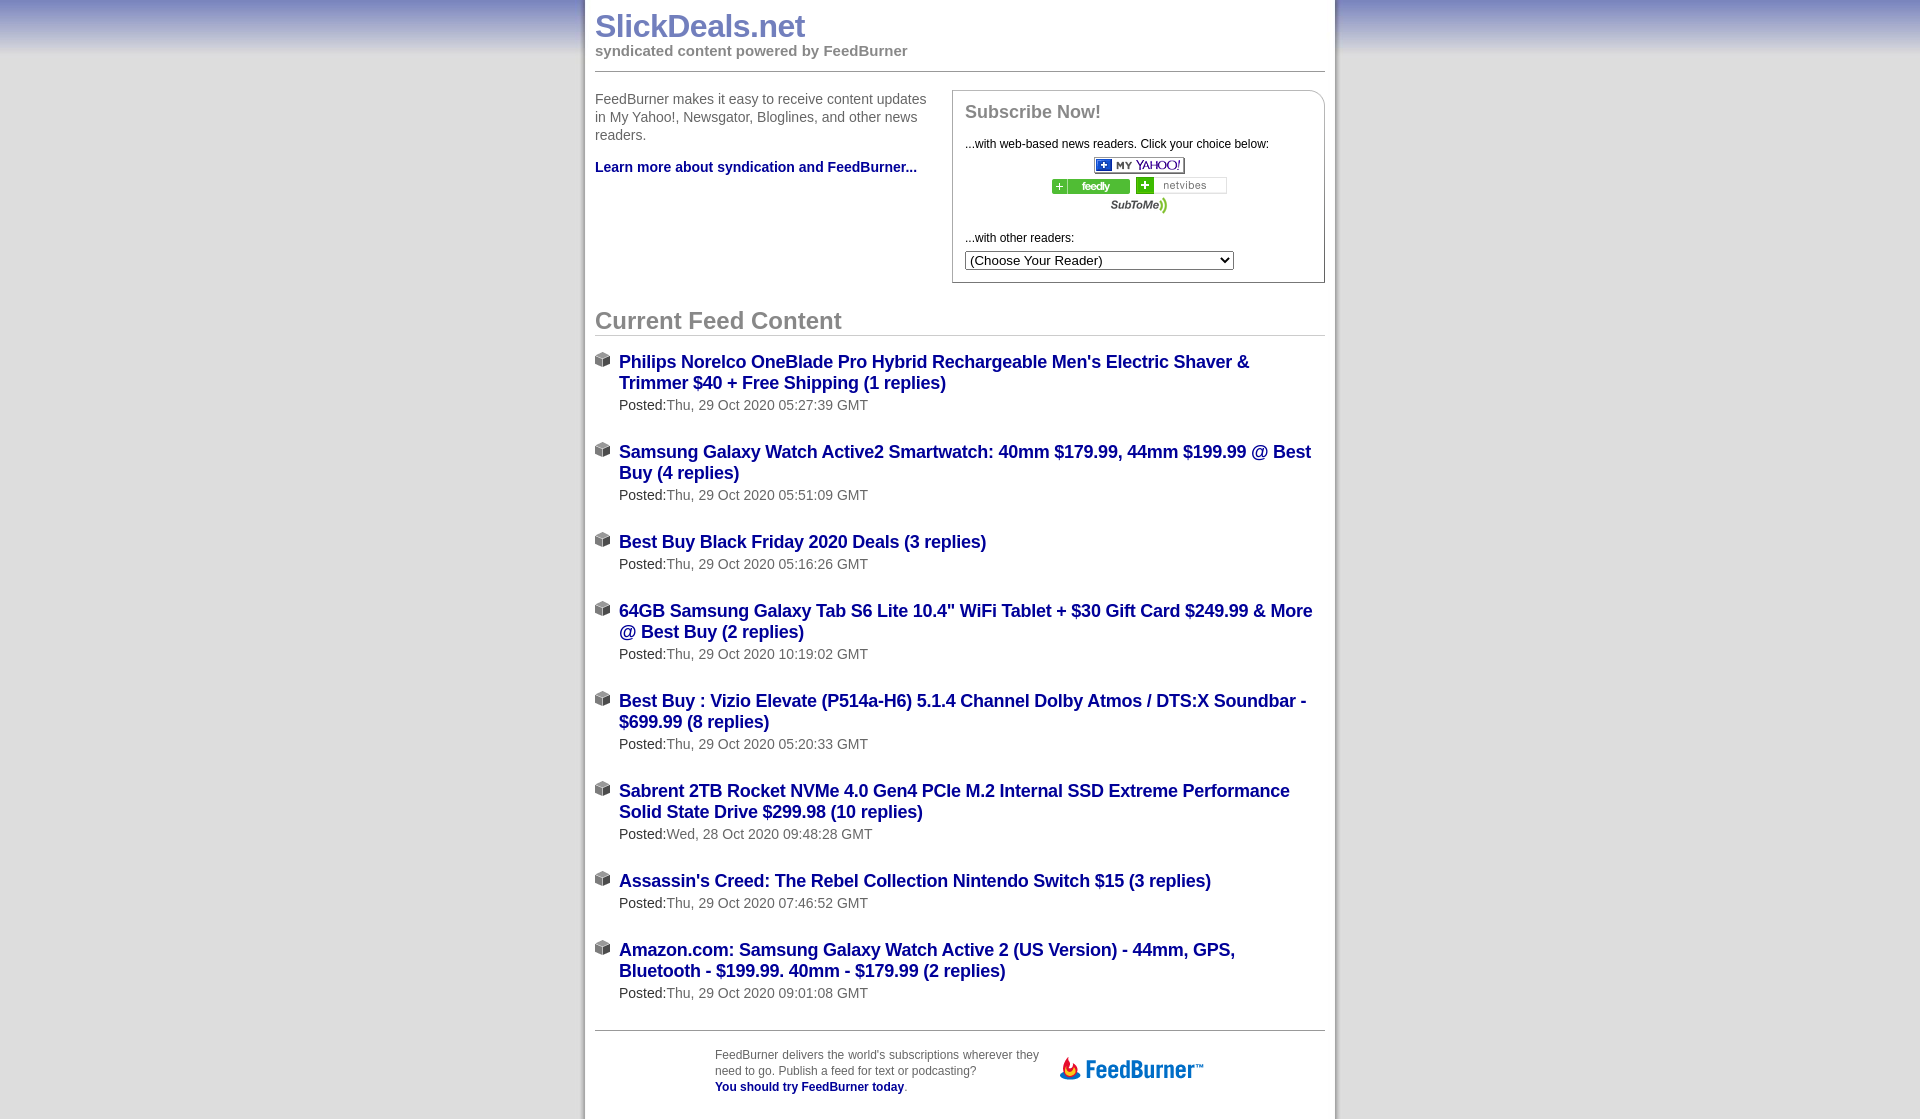 SlickDeals.net
syndicated content powered by FeedBurner
FeedBurner makes it easy to receive content updates
in My Yahoo!, Newsgator, Bloglines, and other news
readers.
Learn more about syndication and FeedBurner...
Subscribe Now!
...with web-based news readers. Click your choice below:
MY YAHOO!
feedly
netvibes
SubToMe
...with other readers:
(Choose Your Reader)
Current Feed Content
Philips Norelco OneBlade Pro Hybrid Rechargeable Men's Electric Shaver &
Trimmer $40 + Free Shipping (1 replies)
Posted:Thu, 29 Oct 2020 05:27:39 GMT
Samsung Galaxy Watch Active2 Smartwatch: 40mm $179.99, 44mm $199.99 @ Best
Buy (4 replies)
Posted:Thu, 29 Oct 2020 05:51:09 GMT
Best Buy Black Friday 2020 Deals (3 replies)
Posted:Thu, 29 Oct 2020 05:16:26 GMT
64GB Samsung Galaxy Tab S6 Lite 10.4" WiFi Tablet + $30 Gift Card $249.99 & More
@ Best Buy (2 replies)
Posted:Thu, 29 Oct 2020 10:19:02 GMT
Best Buy : Vizio Elevate (P514a-H6) 5.1.4 Channel Dolby Atmos / DTS:X Soundbar -
$699.99 (8 replies)
Posted:Thu, 29 Oct 2020 05:20:33 GMT
Sabrent 2TB Rocket NVMe 4.0 Gen4 PCIe M.2 Internal SSD Extreme Performance
Solid State Drive $299.98 (10 replies)
Posted:Wed, 28 Oct 2020 09:48:28 GMT
Assassin's Creed: The Rebel Collection Nintendo Switch $15 (3 replies)
Posted:Thu, 29 Oct 2020 07:46:52 GMT
Amazon.com: Samsung Galaxy Watch Active 2 (US Version) - 44mm, GPS,
Bluetooth - $199.99. 40mm - $179.99 (2 replies)
Posted:Thu, 29 Oct 2020 09:01:08 GMT
FeedBurner delivers the world's subscriptions wherever they
need to go. Publish a feed for text or podcasting?
You should try FeedBurner today.
FeedBurner™